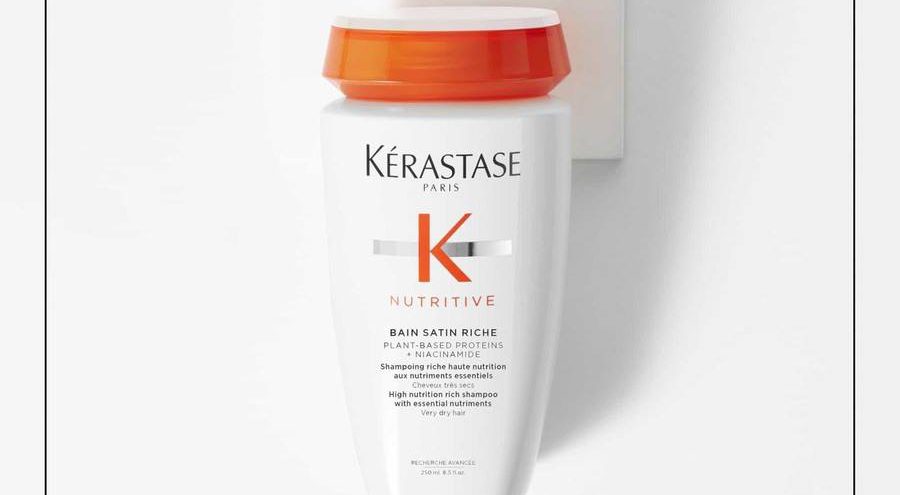 KÉRASTASE
PARIS
K
NUTRITIVE
BAIN SATIN RICHE
PLANT-BASED PROTEINS
+ NIACINAMIDE
Shampoing riche haute nutrition
aux nutriments essentiels
Cheveux très secs
High nutrition rich shampoo
with essential nutriments
Very dry hair
RECHERCHE AVANCÉE
250 ml. 8.5 fl.oz.